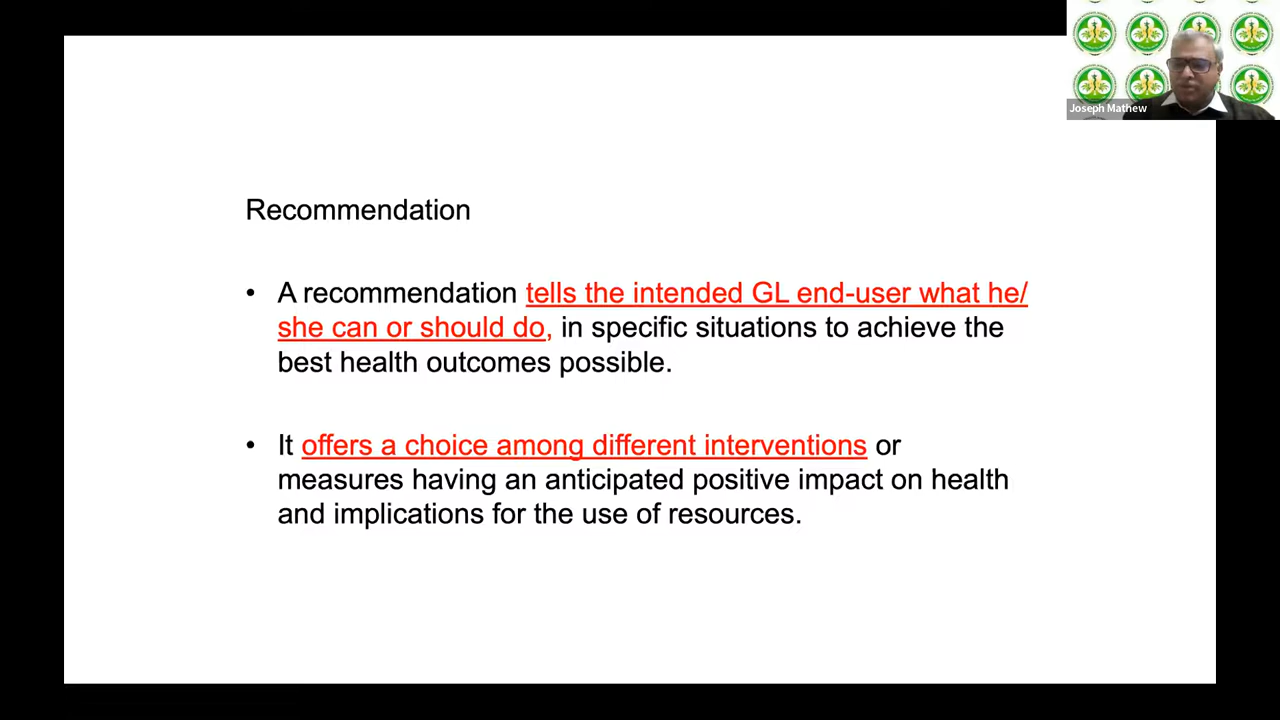 Joseph Mathew
Recommendation
• A recommendation tells the intended GL end-user what he/
she can or should do, in specific situations to achieve the
best health outcomes possible.
• It offers a choice among different interventions or
measures having an anticipated positive impact on health
and implications for the use of resources.